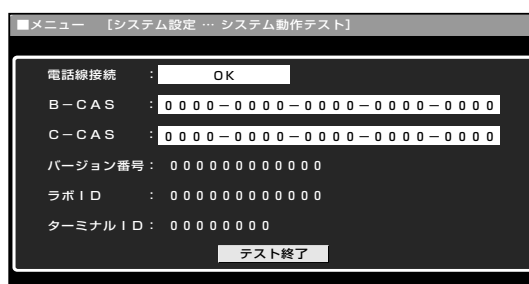 ■メニュー [システム設定 … システム動作テスト]
電話線接続 : OK
B−CAS : 0000−0000−0000−0000−0000
C−CAS : 0000−0000−0000−0000−0000
バージョン番号: 000000000000
ラボID : 000000000000
ターミナルID: 00000000
テスト終了